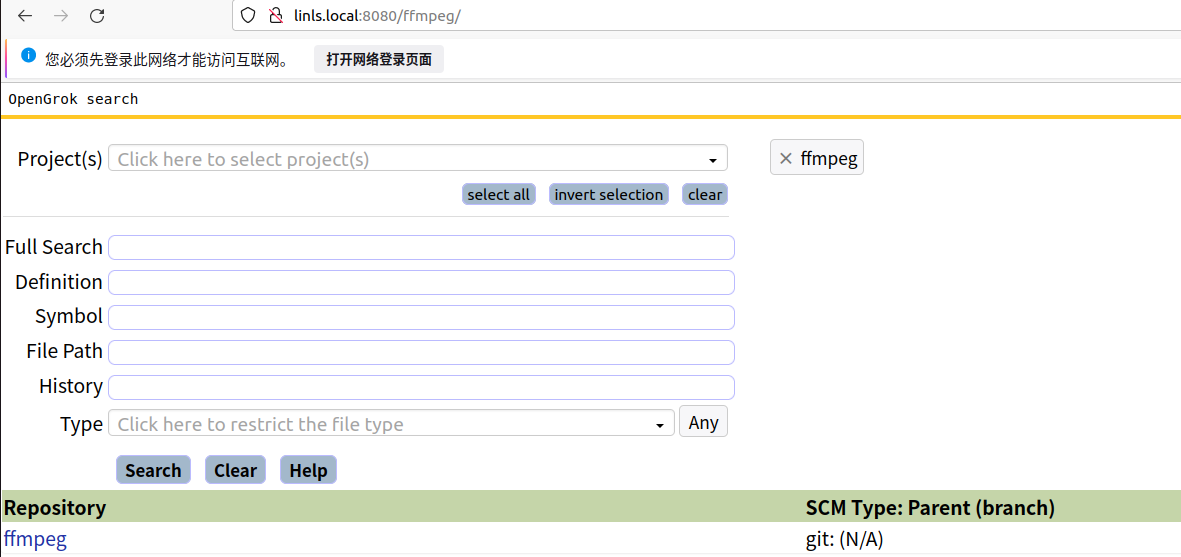 linls.local:8080/ffmpeg/
您必须先登录此网络才能访问互联网。 打开网络登录页面
OpenGrok search
Project(s) Click here to select project(s) × ffmpeg
select all invert selection clear
Full Search
Definition
Symbol
File Path
History
Type Click here to restrict the file type Any
Search Clear Help
Repository SCM Type: Parent (branch)
ffmpeg git: (N/A)